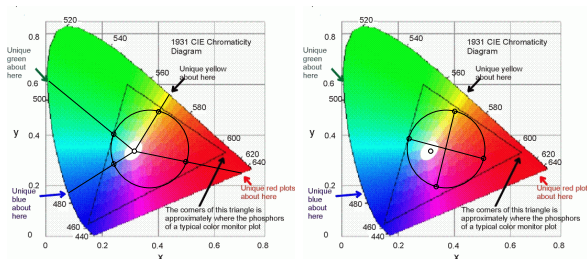 520
0.8
540
1931 CIE Chromaticity
Diagram
Unique
green
about
here
560
Unique yellow
about here
0.6
580
500
y
0.4
600
620
640
0.2
Unique
blue
about
here
480
Unique red plots
about here
The corners of this triangle is
approximately where the phosphors
of a typical color monitor plot
460
440
0
0
0.2
0.4
0.6
0.8
x
520
0.8
540
1931 CIE Chromaticity
Diagram
Unique
green
about
here
560
Unique yellow
about here
0.6
580
500
y
0.4
600
620
640
0.2
Unique
blue
about
here
480
Unique red plots
about here
The corners of this triangle is
approximately where the phosphors
of a typical color monitor plot
460
440
0
0
0.2
0.4
0.6
0.8
x